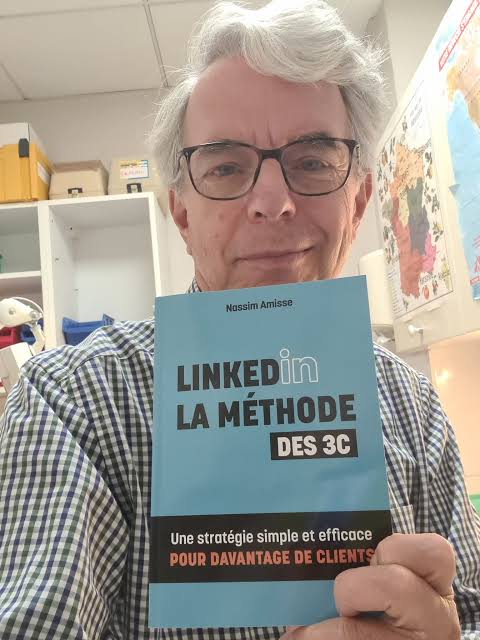 Nassim Amisse
LINKEDin
LA MÉTHODE
DES 3C
Une stratégie simple et efficace
POUR DAVANTAGE DE CLIENTS